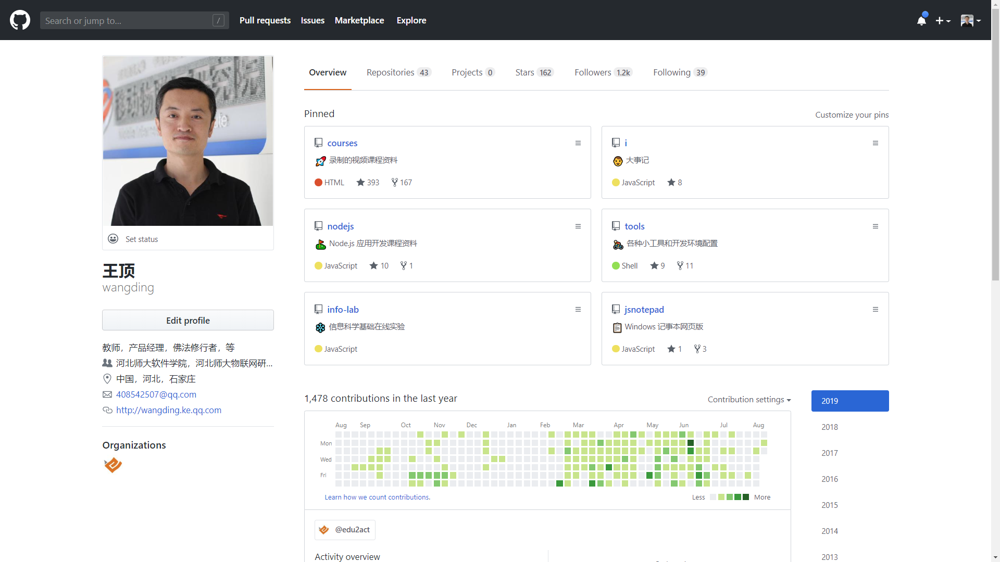 Search or jump to... /
Pull requests
Issues
Marketplace
Explore
Set status
王顶
wangding
Edit profile
教师，产品经理，佛法修行者，等
河北师大软件学院，河北师大物联网研...
中国，河北，石家庄
408542507@qq.com
http://wangding.ke.qq.com
Organizations
Overview
Repositories 43
Projects 0
Stars 162
Followers 1.2k
Following 39
Pinned
Customize your pins
courses
录制的视频课程资料
HTML 393 167
i
大事记
JavaScript 8
nodejs
Node.js 应用开发课程资料
JavaScript 10 1
tools
各种小工具和开发环境配置
Shell 9 11
info-lab
信息科学基础在线实验
JavaScript
jsnotepad
Windows 记事本网页版
JavaScript 1 3
1,478 contributions in the last year
Contribution settings
Aug Sep Oct Nov Dec Jan Feb Mar Apr May Jun Jul Aug
Mon
Wed
Fri
Learn how we count contributions.
Less More
@edu2act
Activity overview
2019
2018
2017
2016
2015
2014
2013